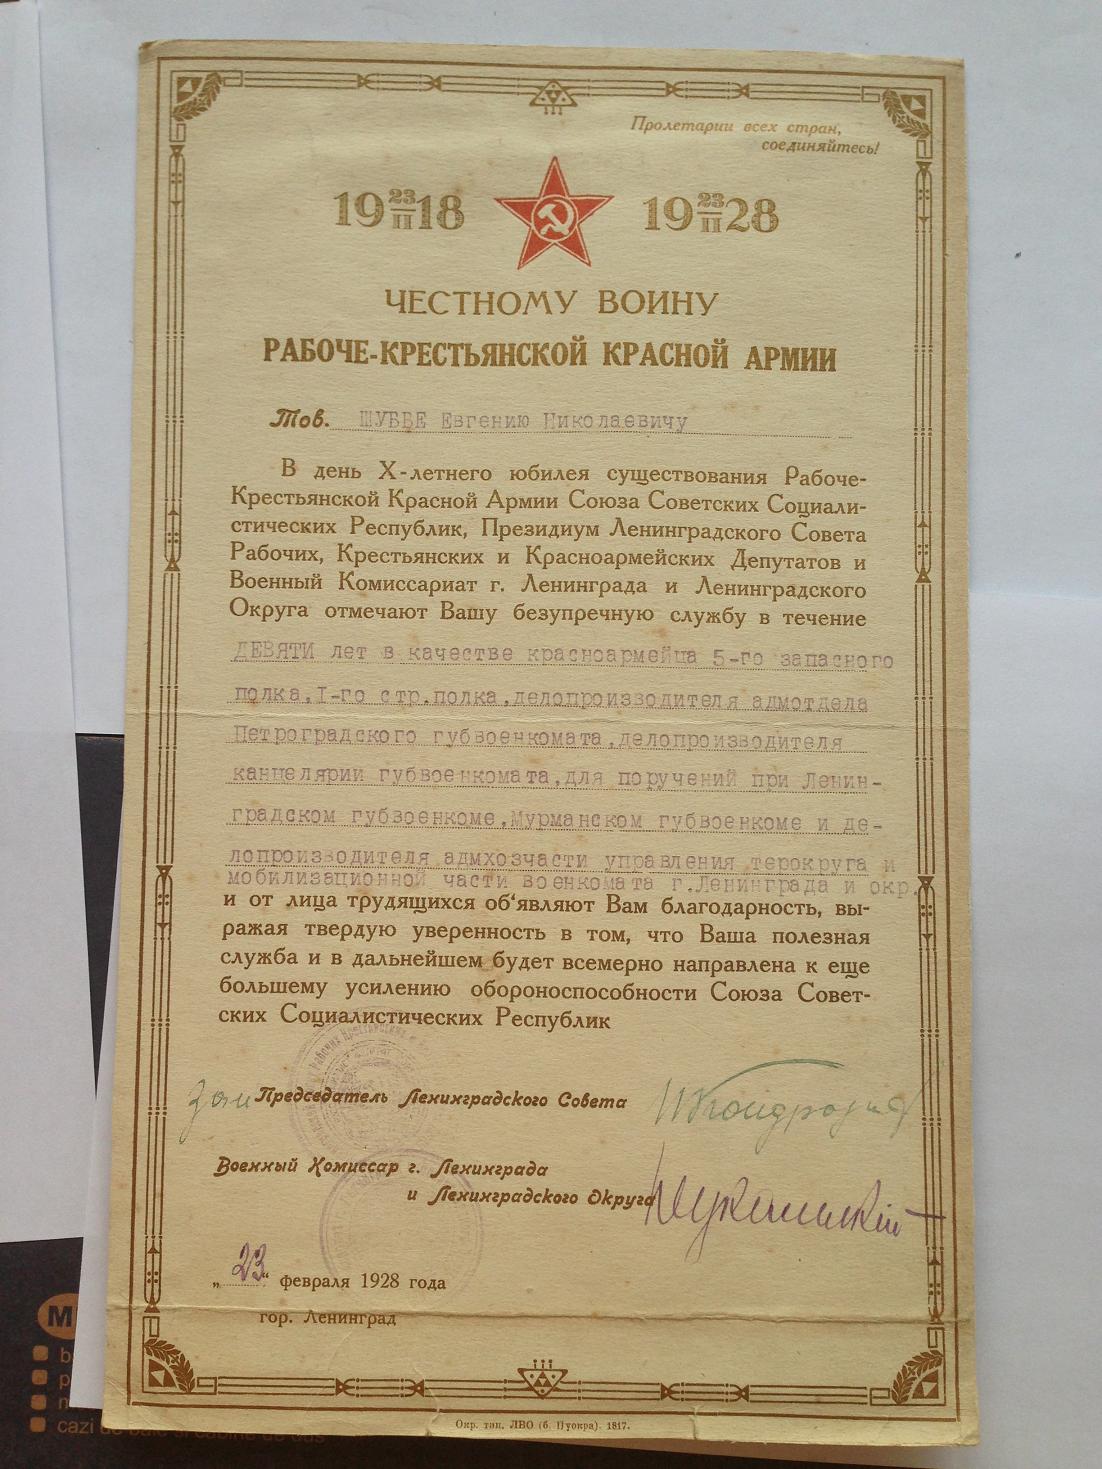 Пролетарии всех стран,
соединяйтесь!
19 23/II 18 19 23/II 28
ЧЕСТНОМУ ВОИНУ
РАБОЧЕ-КРЕСТЬЯНСКОЙ КРАСНОЙ АРМИИ
Тов. ШУББЕ Евгению Николаевичу
В день X-летнего юбилея существования Рабоче-
Крестьянской Красной Армии Союза Советских Социали-
стических Республик, Президиум Ленинградского Совета
Рабочих, Крестьянских и Красноармейских Депутатов и
Военный Комиссариат г. Ленинграда и Ленинградского
Округа отмечают Вашу безупречную службу в течение
ДЕВЯТИ лет в качестве красноармейца 5-го запасного
полка,I-го стр.полка,делопроизводителя адмотдела
Петроградского губвоенкомата,делопроизводителя
канцелярии губвоенкомата,для поручений при Ленин-
градском губвоенкоме,Мурманском губвоенкоме и де-
лопроизводителя адмхозчасти управления терокруга и
мобилизационной части военкомата г.Ленинграда и окр.
и от лица трудящихся об'являют Вам благодарность, вы-
ражая твердую уверенность в том, что Ваша полезная
служба и в дальнейшем будет всемерно направлена к еще
большему усилению обороноспособности Союза Совет-
ских Социалистических Республик
Зам Председатель Ленинградского Совета
Военный Комиссар г. Ленинграда
и Ленинградского Округа
„23“ февраля 1928 года
гор. Ленинград
Окр. тип. ЛВО (б. Пуокра). 1817.